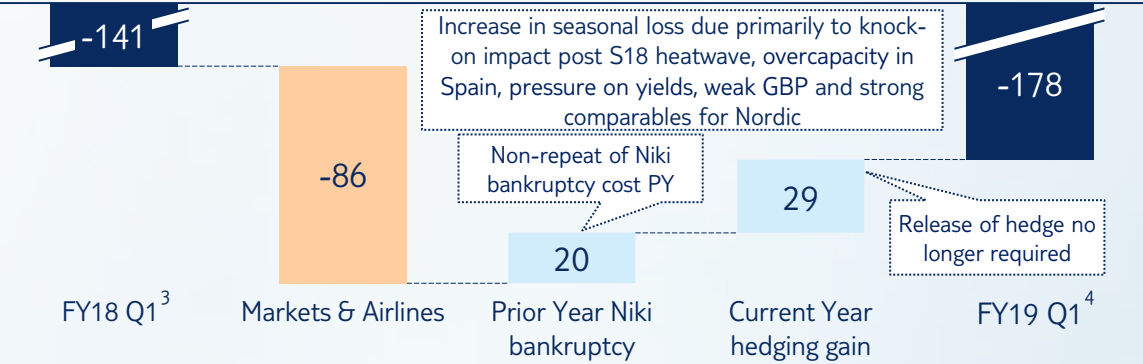 -141
Increase in seasonal loss due primarily to knock-
on impact post S18 heatwave, overcapacity in
Spain, pressure on yields, weak GBP and strong
comparables for Nordic
-178
Non-repeat of Niki
bankruptcy cost PY
-86
29
20
Release of hedge no
longer required
FY18 Q1³
Markets & Airlines
Prior Year Niki
bankruptcy
Current Year
hedging gain
FY19 Q1⁴